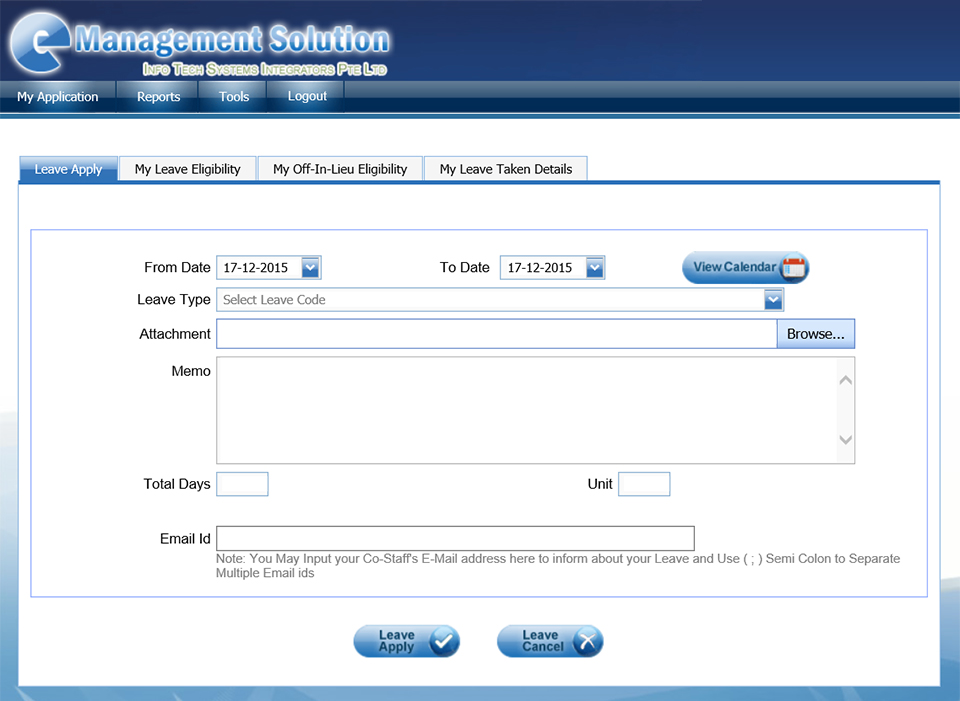 Management Solution
INFO TECH SYSTEMS INTEGRATORS PTE LTD
My Application Reports Tools Logout
Leave Apply My Leave Eligibility My Off-In-Lieu Eligibility My Leave Taken Details
From Date 17-12-2015 To Date 17-12-2015 View Calendar
Leave Type Select Leave Code
Attachment Browse...
Memo
Total Days Unit
Email Id
Note: You May Input your Co-Staff's E-Mail address here to inform about your Leave and Use ( ; ) Semi Colon to Separate
Multiple Email ids
Leave Apply Leave Cancel